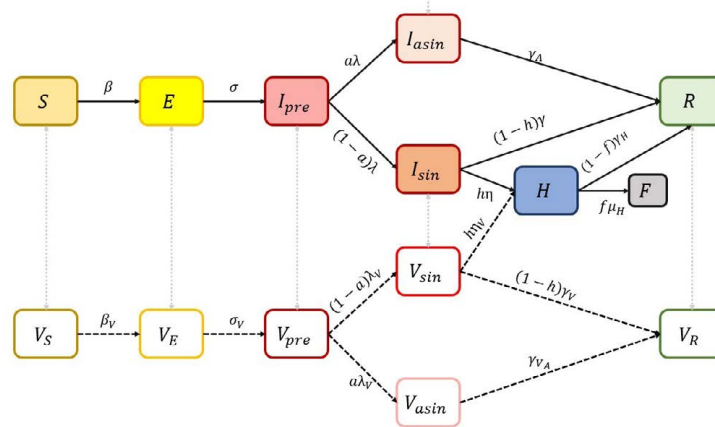 I_asin
aλ
γ_A
S
β
E
σ
I_pre
R
(1-a)λ
(1-h)γ
I_sin
(1-f)γ_H
hη
H
F
fμ_H
hη_V
V_sin
(1-a)λ_V
(1-h)γ_V
V_S
β_V
V_E
σ_V
V_pre
V_R
aλ_V
γ_{V_A}
V_asin